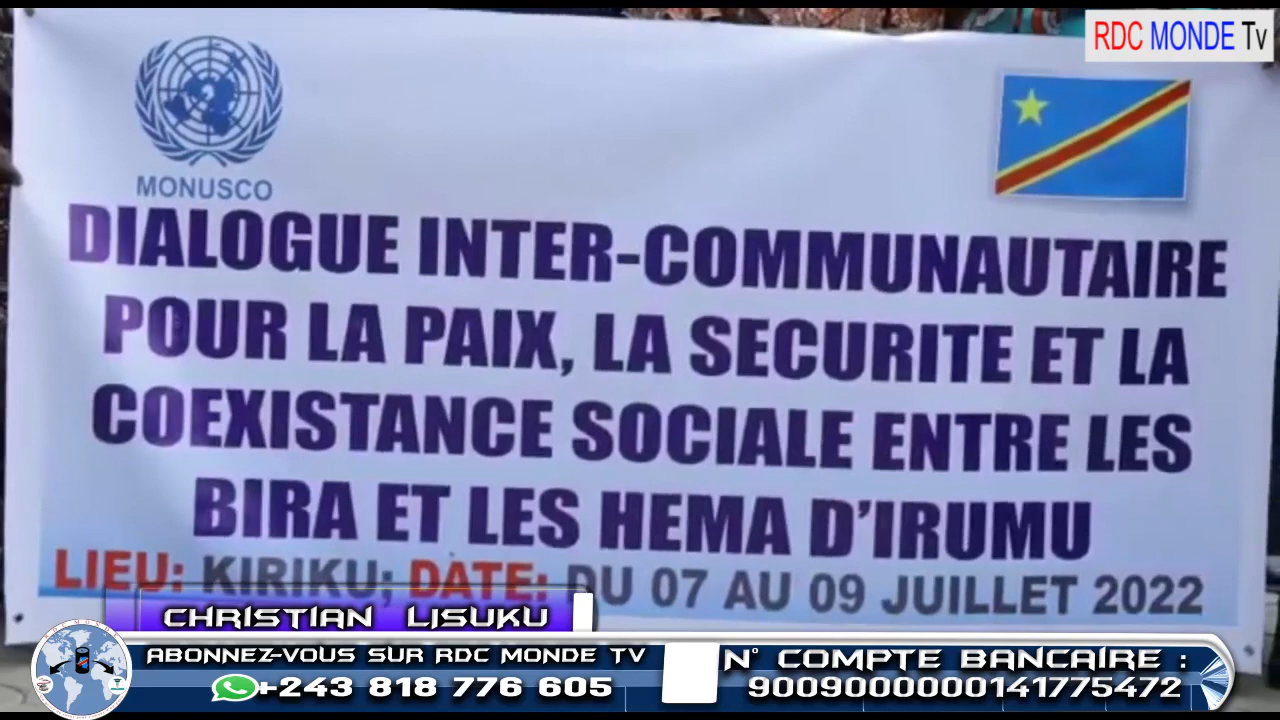 RDC MONDE Tv
MONUSCO
DIALOGUE INTER-COMMUNAUTAIRE
POUR LA PAIX, LA SECURITE ET LA
COEXISTANCE SOCIALE ENTRE LES
BIRA ET LES HEMA D'IRUMU
LIEU: KIRIKU; DATE: DU 07 AU 09 JUILLET 2022
CHRISTIAN LISUKU
ABONNEZ-VOUS SUR RDC MONDE TV
+243 818 776 605
N° COMPTE BANCAIRE :
9009000000141775472